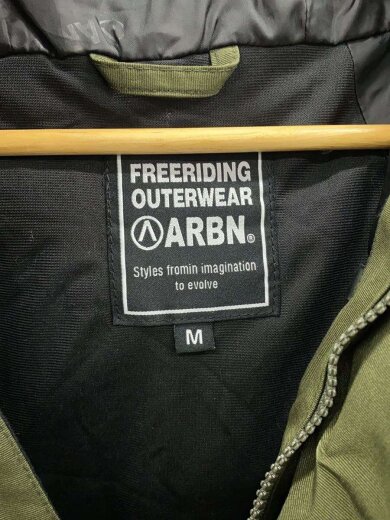 FREERIDING
OUTERWEAR
ARBN®
Styles fromin imagination
to evolve
M